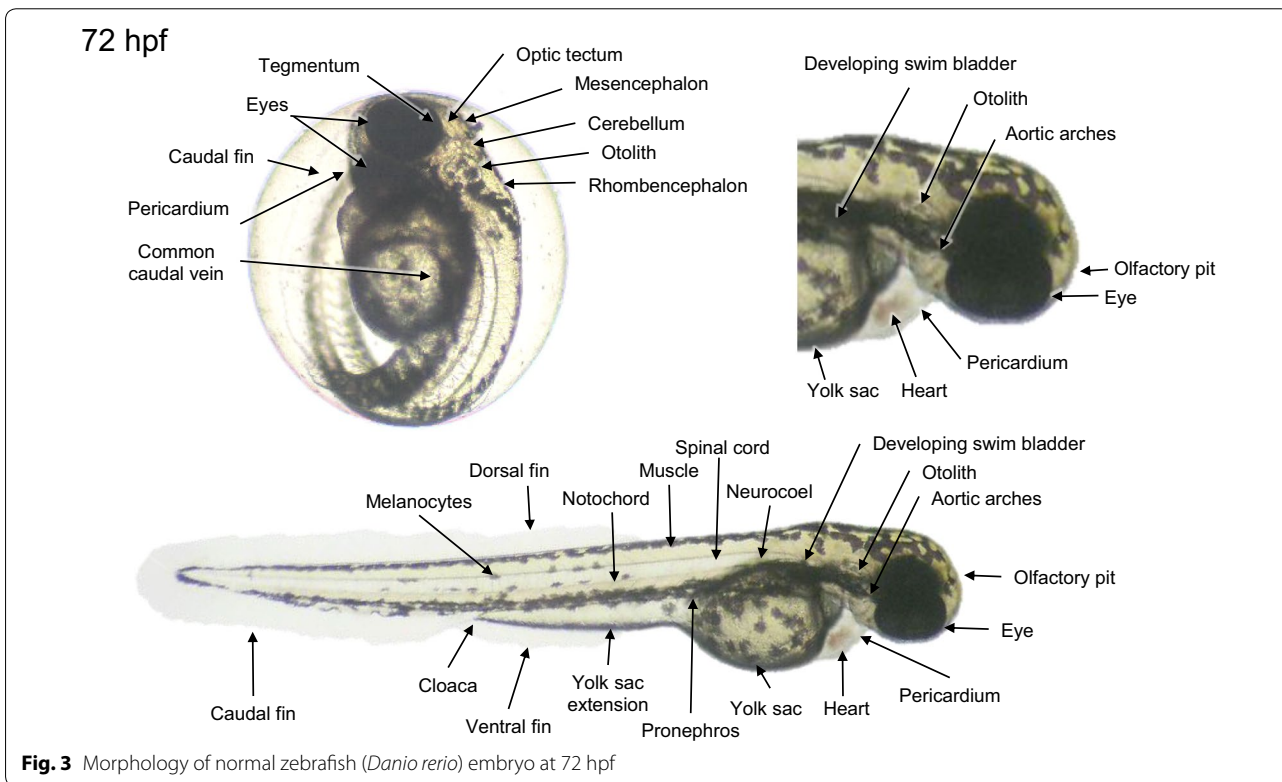 72 hpf
Tegmentum
Optic tectum
Mesencephalon
Eyes
Cerebellum
Otolith
Caudal fin
Rhombencephalon
Pericardium
Common
caudal vein
Developing swim bladder
Otolith
Aortic arches
Olfactory pit
Eye
Pericardium
Yolk sac
Heart
Dorsal fin
Melanocytes
Notochord
Muscle
Spinal cord
Neurocoel
Developing swim bladder
Otolith
Aortic arches
Olfactory pit
Eye
Pericardium
Heart
Yolk sac
Pronephros
Yolk sac
extension
Ventral fin
Cloaca
Caudal fin
Fig. 3 Morphology of normal zebrafish (Danio rerio) embryo at 72 hpf